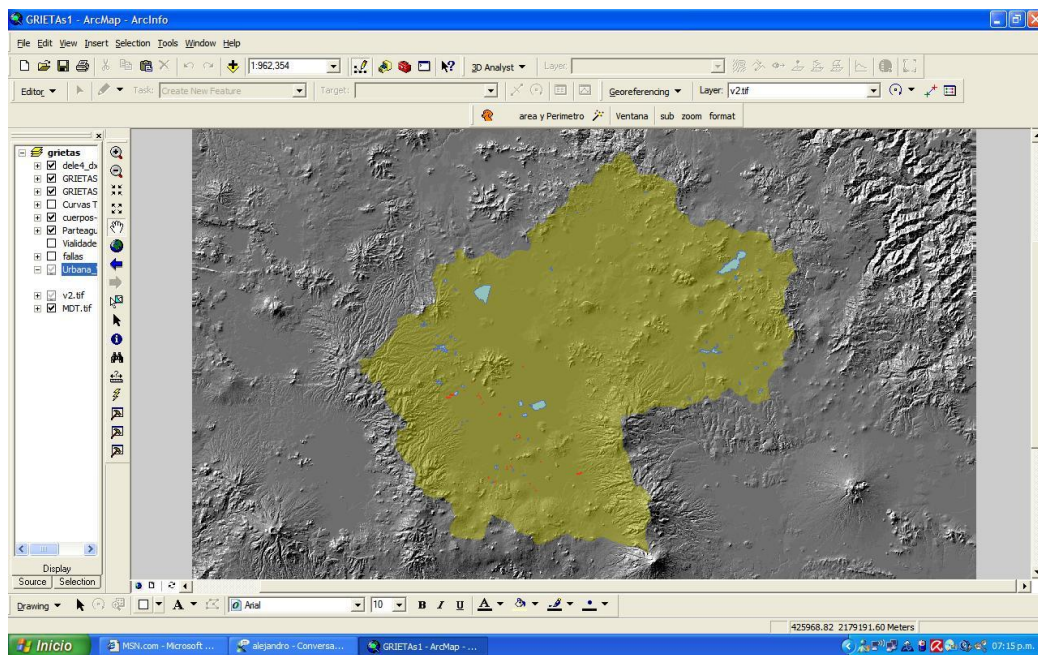 GRIETAS1 - ArcMap - ArcInfo
File Edit View Insert Selection Tools Window Help
1:962,354 3D Analyst Layer:
Editor Task: Create New Feature Target: Georeferencing Layer: v2.tif
area y Perimetro Ventana sub zoom format
grietas
dele4_dx
GRIETAS
GRIETAS
Curvas T
cuerpos-
Parteagu
Vialidade
fallas
Urbana_
v2.tif
MDT.tif
Display
Source Selection
Drawing A Arial 10 B I U A
425968.82 2179191.60 Meters
Inicio MSN.com - Microsoft ... alejandro - Conversa... GRIETAS1 - ArcMap - ... 07:15 p.m.